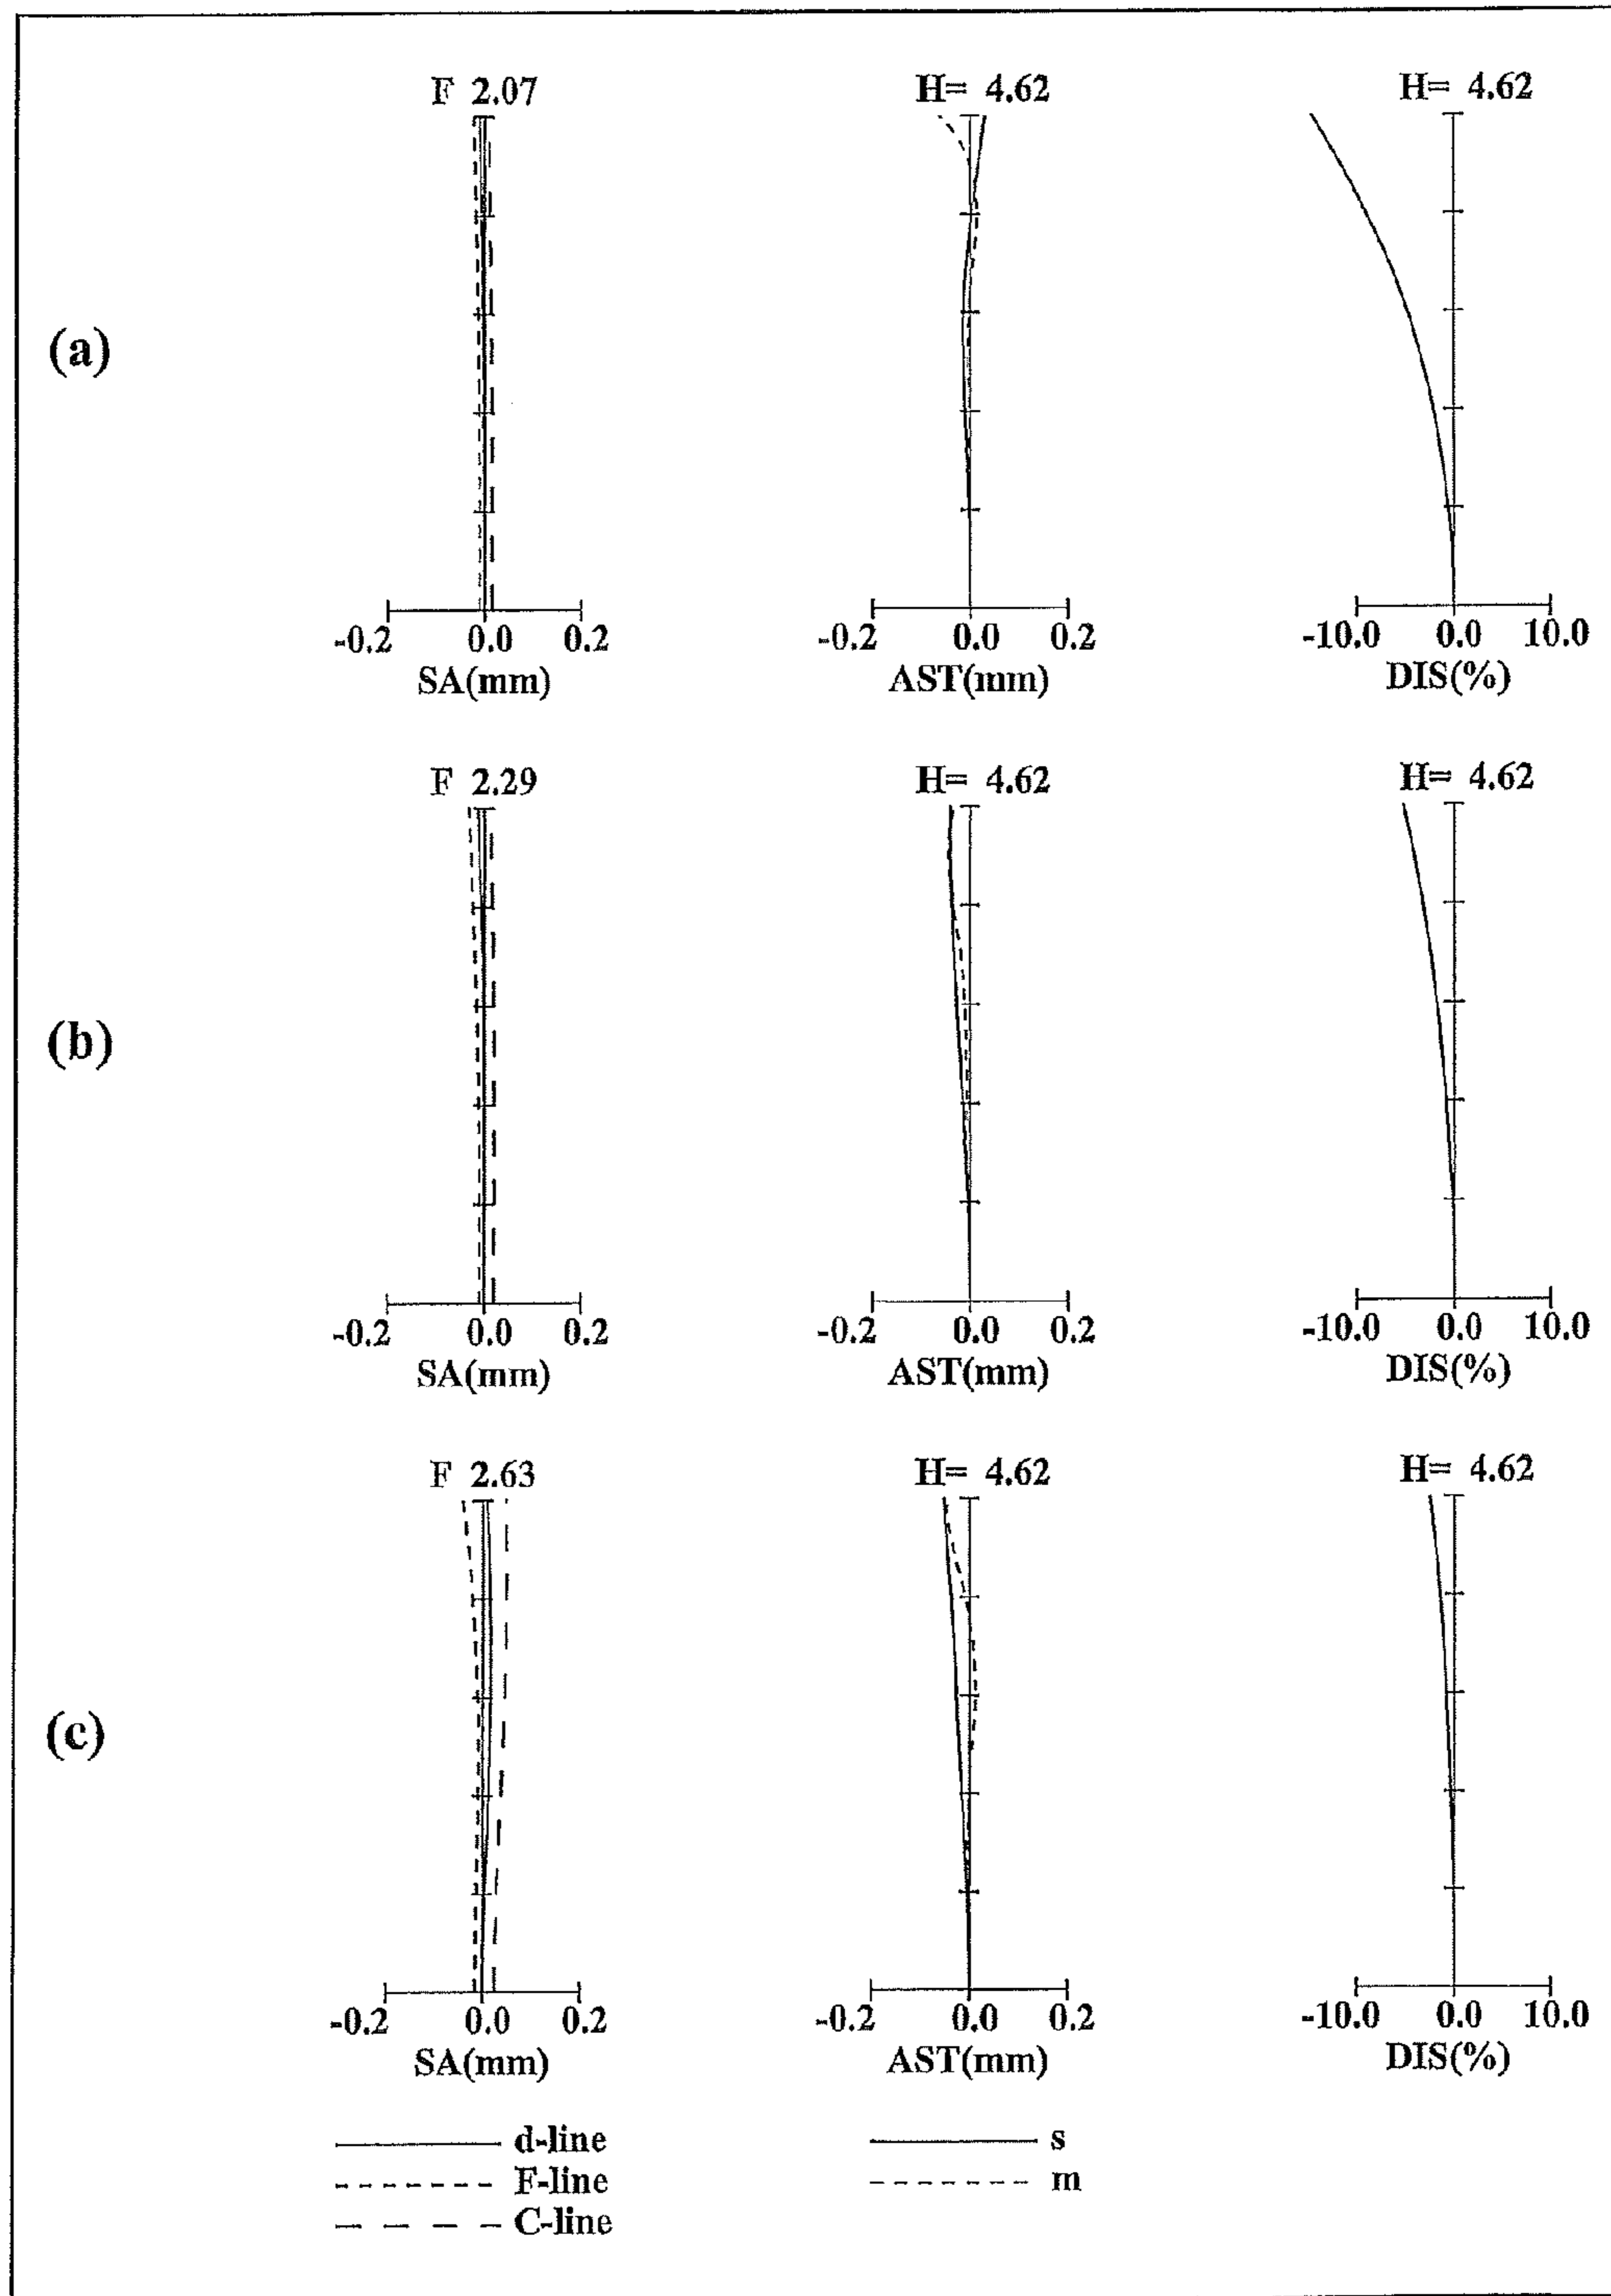 F 2.07 H= 4.62 H= 4.62
(a)
-0.2 0.0 0.2 -0.2 0.0 0.2 -10.0 0.0 10.0
SA(mm) AST(mm) DIS(%)
F 2.29 H= 4.62 H= 4.62
(b)
-0.2 0.0 0.2 -0.2 0.0 0.2 -10.0 0.0 10.0
SA(mm) AST(mm) DIS(%)
F 2.63 H= 4.62 H= 4.62
(c)
-0.2 0.0 0.2 -0.2 0.0 0.2 -10.0 0.0 10.0
SA(mm) AST(mm) DIS(%)
d-line s
F-line m
C-line